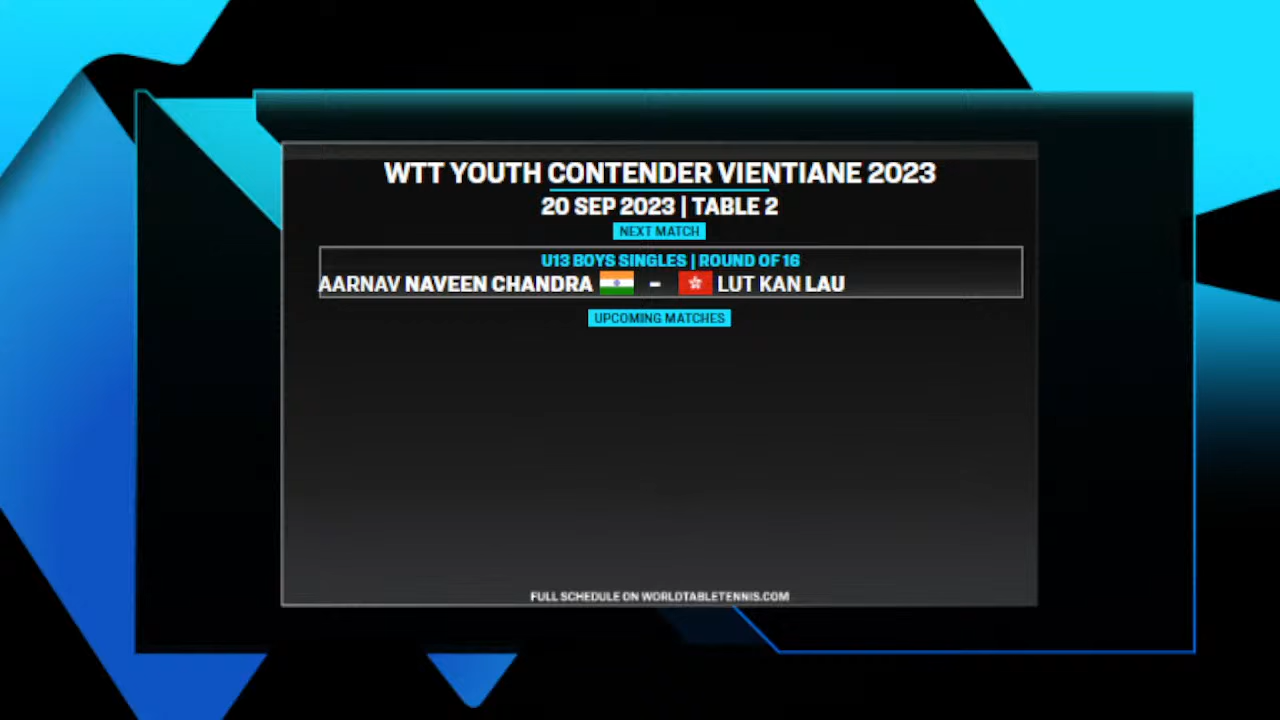 WTT YOUTH CONTENDER VIENTIANE 2023
20 SEP 2023 | TABLE 2
NEXT MATCH
U13 BOYS SINGLES | ROUND OF 16
AARNAV NAVEEN CHANDRA - LUT KAN LAU
UPCOMING MATCHES
FULL SCHEDULE ON WORLDTABLETENNIS.COM